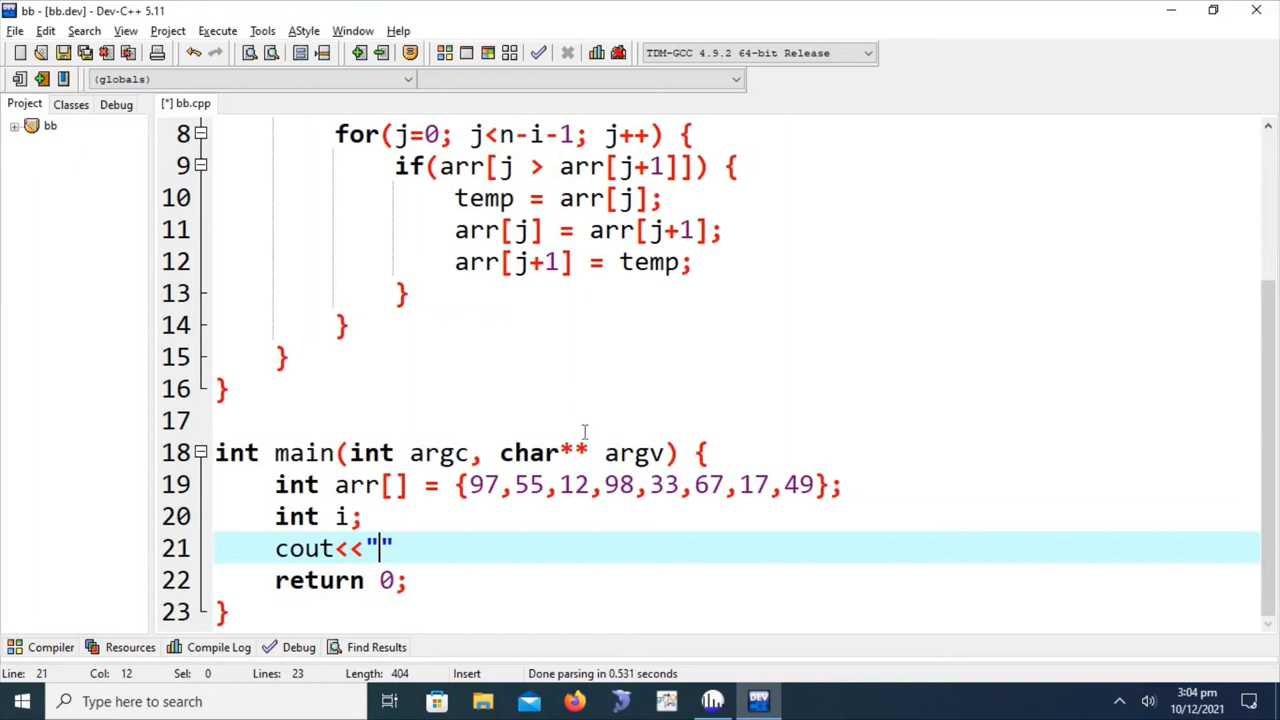 bb - [bb.dev] - Dev-C++ 5.11
File Edit Search View Project Execute Tools AStyle Window Help
TDM-GCC 4.9.2 64-bit Release
(globals)
Project Classes Debug
[*] bb.cpp
bb
8 for(j=0; j<n-i-1; j++) {
9 if(arr[j > arr[j+1]]) {
10 temp = arr[j];
11 arr[j] = arr[j+1];
12 arr[j+1] = temp;
13 }
14 }
15 }
16 }
17
18 int main(int argc, char** argv) {
19 int arr[] = {97,55,12,98,33,67,17,49};
20 int i;
21 cout<<""
22 return 0;
23 }
Compiler Resources Compile Log Debug Find Results
Line: 21 Col: 12 Sel: 0 Lines: 23 Length: 404 Insert Done parsing in 0.531 seconds
Type here to search
DEV
3:04 pm
10/12/2021